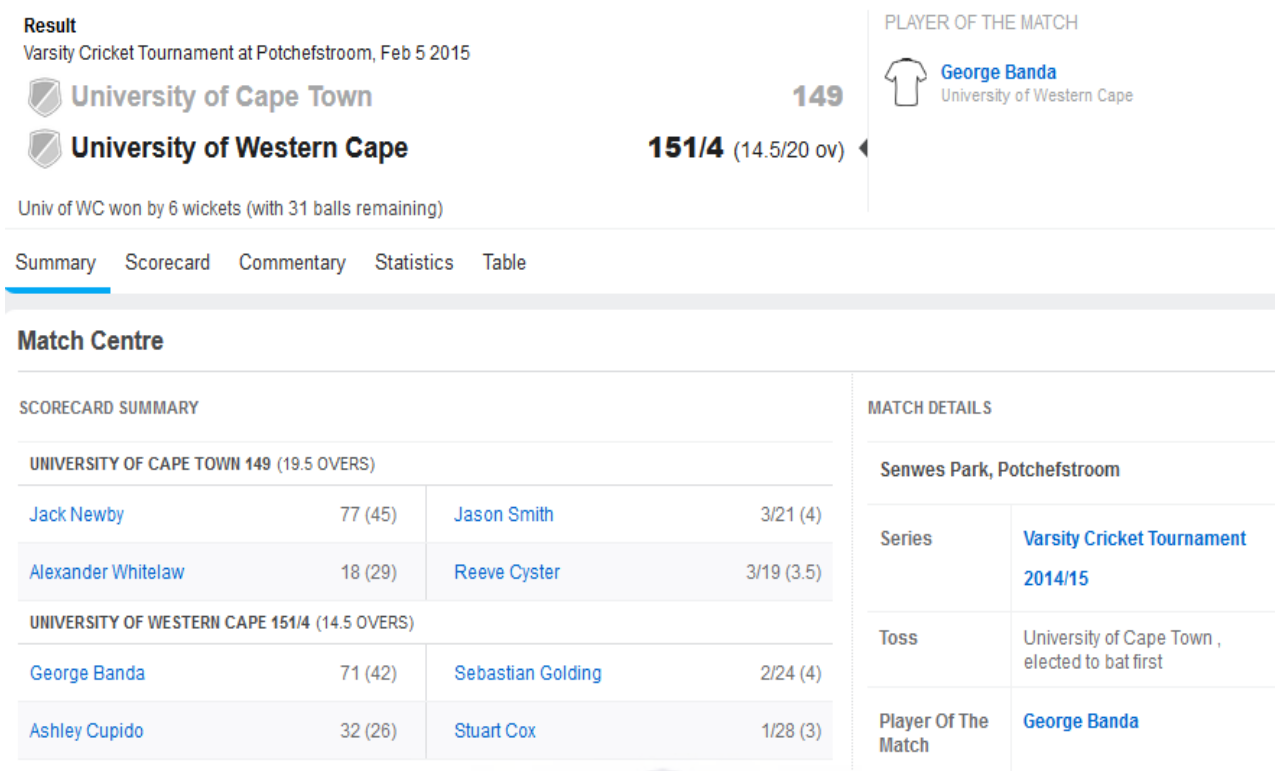 Result
Varsity Cricket Tournament at Potchefstroom, Feb 5 2015
University of Cape Town 149
University of Western Cape 151/4 (14.5/20 ov)
Univ of WC won by 6 wickets (with 31 balls remaining)
PLAYER OF THE MATCH
George Banda
University of Western Cape
Summary Scorecard Commentary Statistics Table
Match Centre
SCORECARD SUMMARY
UNIVERSITY OF CAPE TOWN 149 (19.5 OVERS)
Jack Newby 77 (45) Jason Smith 3/21 (4)
Alexander Whitelaw 18 (29) Reeve Cyster 3/19 (3.5)
UNIVERSITY OF WESTERN CAPE 151/4 (14.5 OVERS)
George Banda 71 (42) Sebastian Golding 2/24 (4)
Ashley Cupido 32 (26) Stuart Cox 1/28 (3)
MATCH DETAILS
Senwes Park, Potchefstroom
Series Varsity Cricket Tournament
2014/15
Toss University of Cape Town ,
elected to bat first
Player Of The George Banda
Match